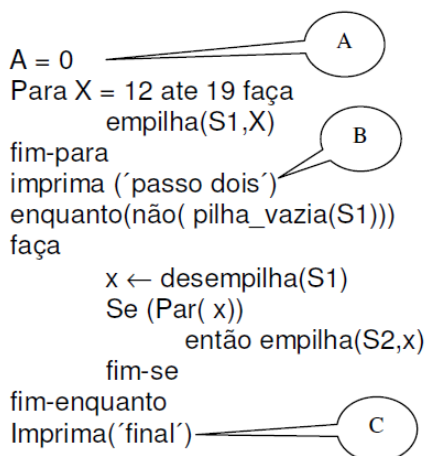 A = 0
A
Para X = 12 ate 19 faça
empilha(S1,X)
fim-para
B
imprima (´passo dois´)
enquanto(não( pilha_vazia(S1)))
faça
x ← desempilha(S1)
Se (Par( x))
então empilha(S2,x)
fim-se
fim-enquanto
Imprima(´final´)
C